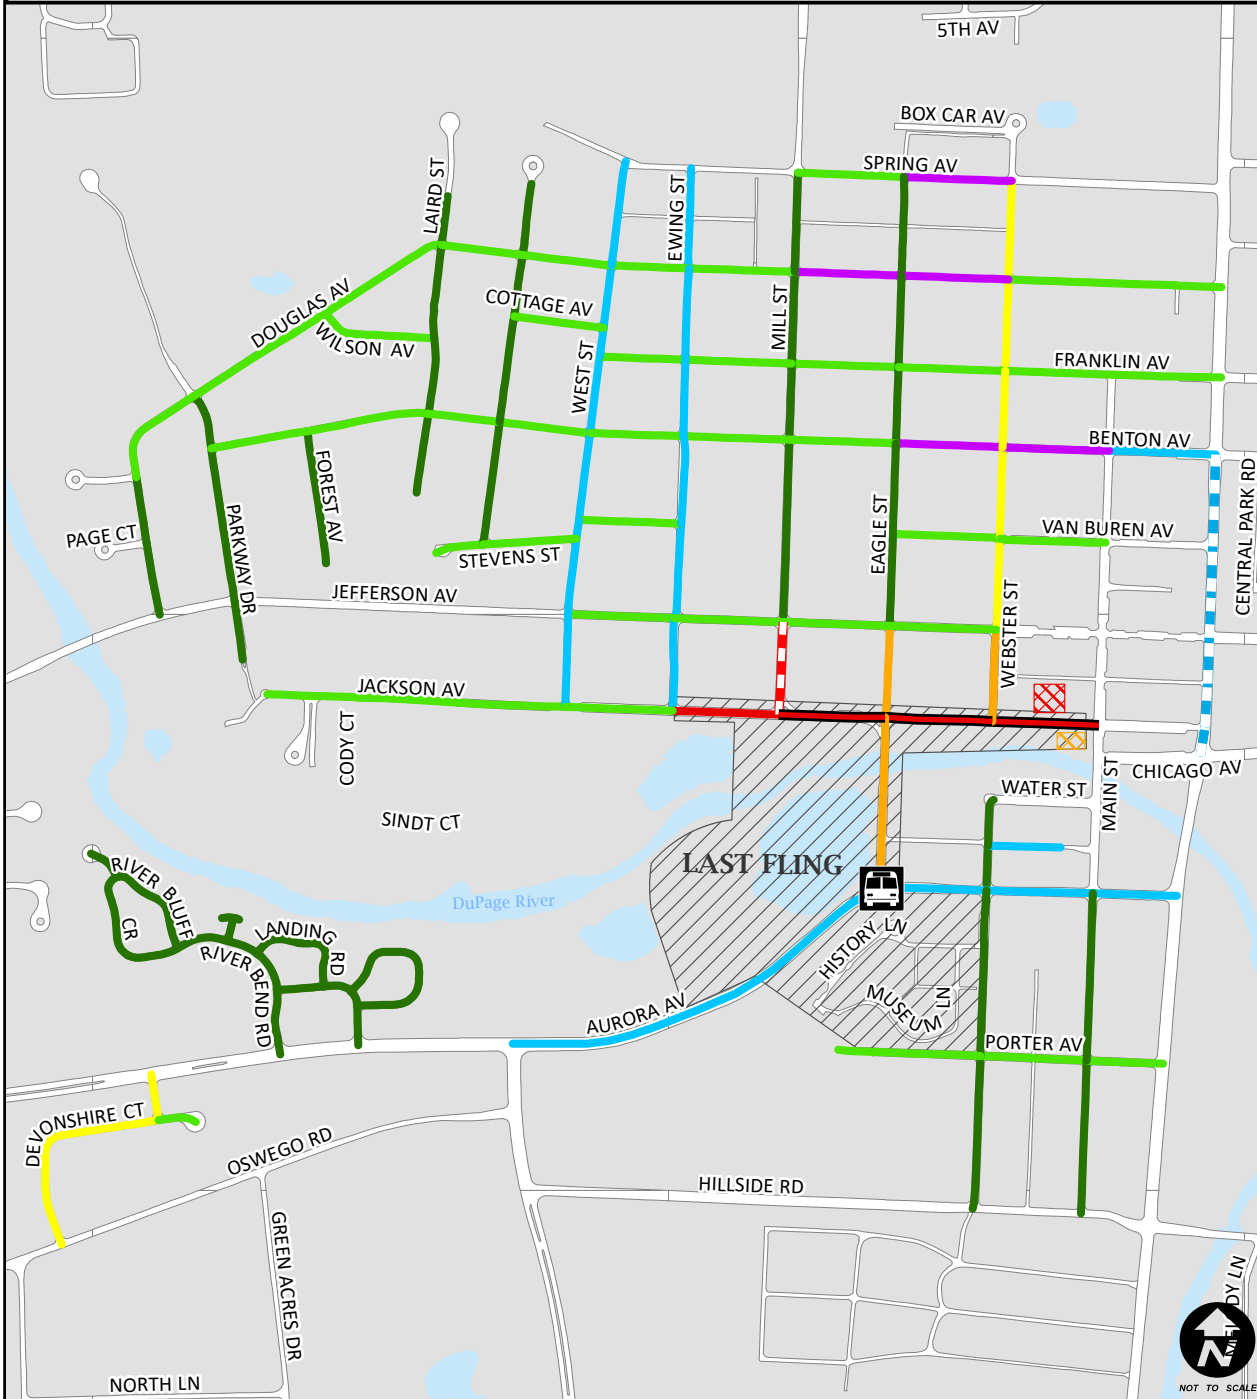 5TH AV
BOX CAR AV
SPRING AV
LAIRD ST
EWING ST
DOUGLAS AV
COTTAGE AV
MILL ST
WILSON AV
WEST ST
FRANKLIN AV
BENTON AV
CENTRAL PARK RD
FOREST AV
PARKWAY DR
PAGE CT
EAGLE ST
VAN BUREN AV
STEVENS ST
JEFFERSON AV
WEBSTER ST
JACKSON AV
CODY CT
CHICAGO AV
MAIN ST
WATER ST
SINDT CT
LAST FLING
RIVER BLUFF
CR
DuPage River
LANDING
RD
RIVER BEND RD
HISTORY LN
MUSEUM
LN
AURORA AV
PORTER AV
DEVONSHIRE CT
OSWEGO RD
HILLSIDE RD
GREEN ACRES DR
NORTH LN
N
NOT TO SCALE